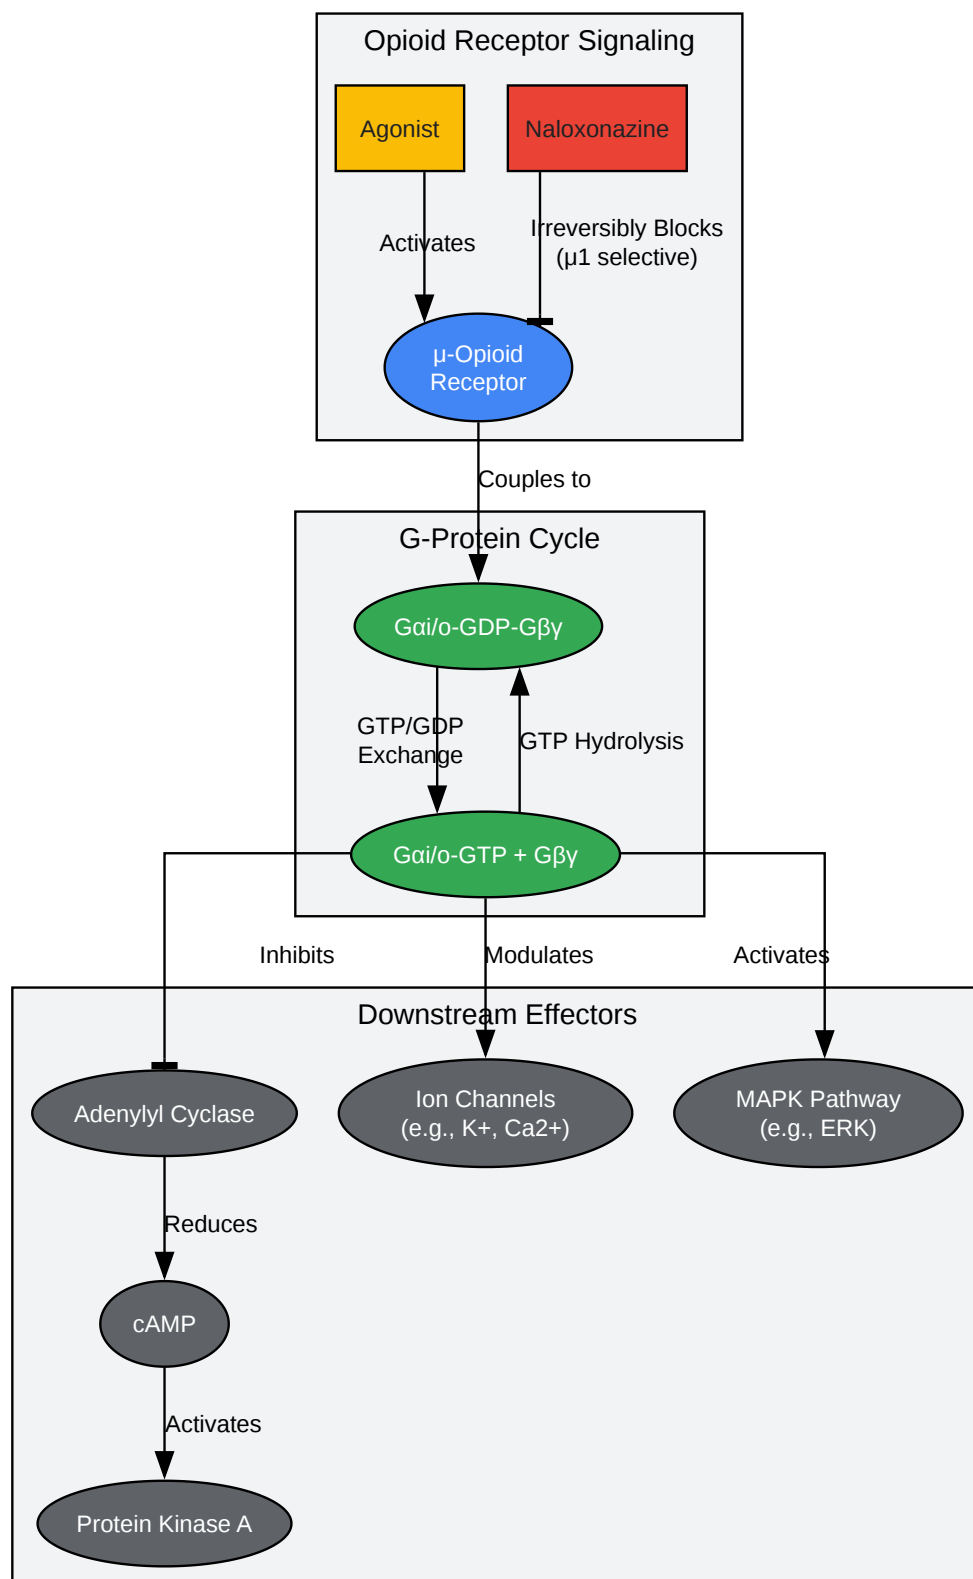 Opioid Receptor Signaling
Agonist
Naloxonazine
Activates
Irreversibly Blocks
(μ1 selective)
μ-Opioid
Receptor
Couples to
G-Protein Cycle
Gαi/o-GDP-Gβγ
GTP/GDP
Exchange
GTP Hydrolysis
Gαi/o-GTP + Gβγ
Inhibits
Modulates
Activates
Downstream Effectors
Adenylyl Cyclase
Ion Channels
(e.g., K+, Ca2+)
MAPK Pathway
(e.g., ERK)
Reduces
cAMP
Activates
Protein Kinase A